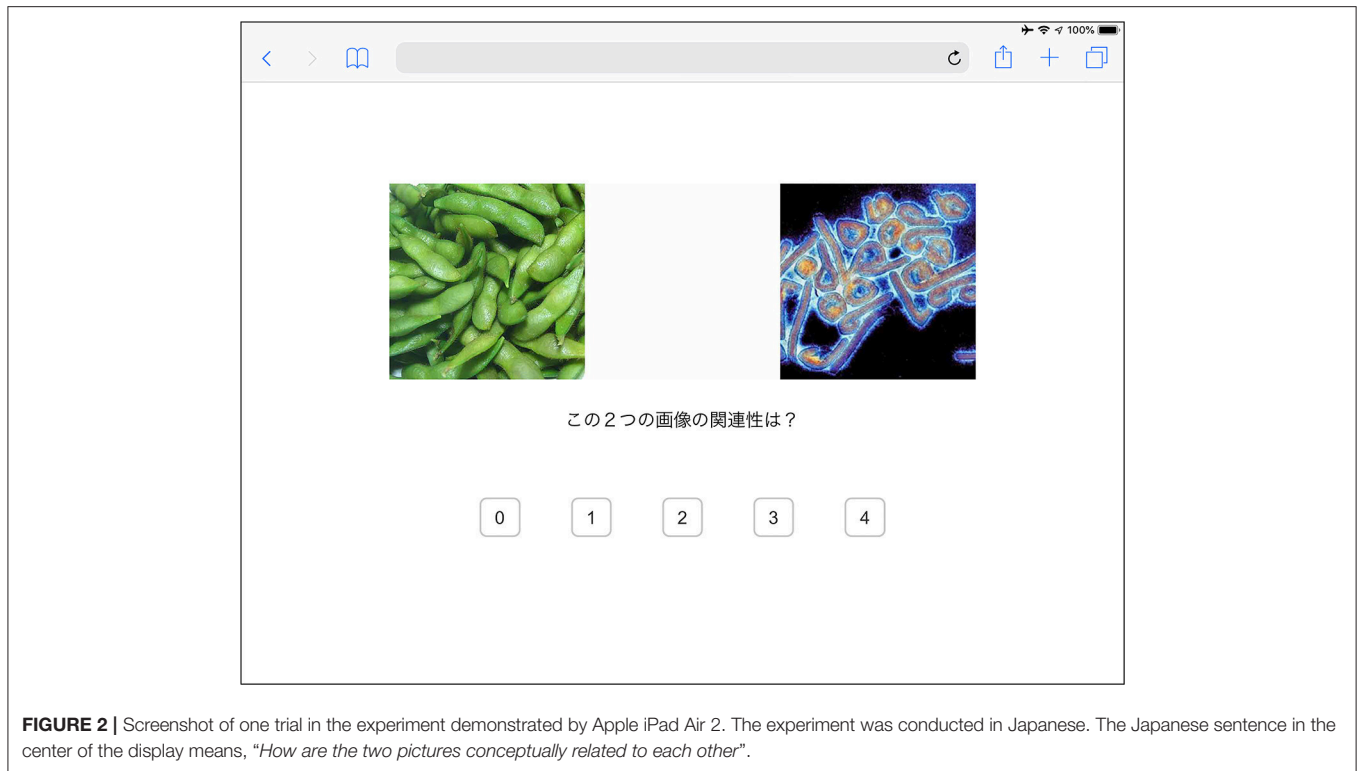 100%
この２つの画像の関連性は？
0 1 2 3 4
FIGURE 2 | Screenshot of one trial in the experiment demonstrated by Apple iPad Air 2. The experiment was conducted in Japanese. The Japanese sentence in the
center of the display means, “How are the two pictures conceptually related to each other”.